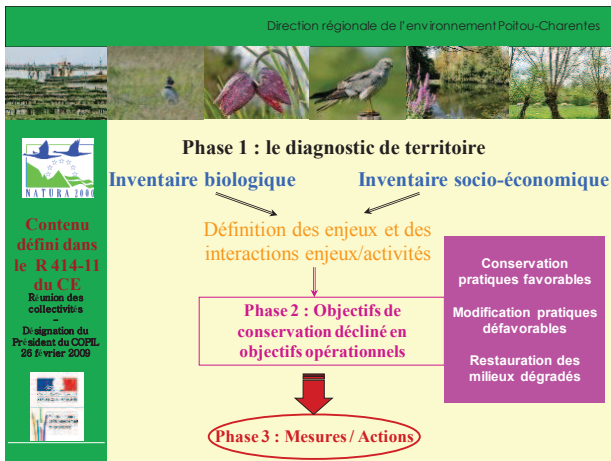 Direction régionale de l'environnement Poitou-Charentes
NATURA 2000
Contenu
défini dans
le R 414-11
du CE
Réunion des
collectivités
–
Désignation du
Président du COPIL
26 février 2009
Phase 1 : le diagnostic de territoire
Inventaire biologique
Inventaire socio-économique
Définition des enjeux et des
interactions enjeux/activités
Phase 2 : Objectifs de
conservation décliné en
objectifs opérationnels
Conservation
pratiques favorables
Modification pratiques
défavorables
Restauration des
milieux dégradés
Phase 3 : Mesures / Actions